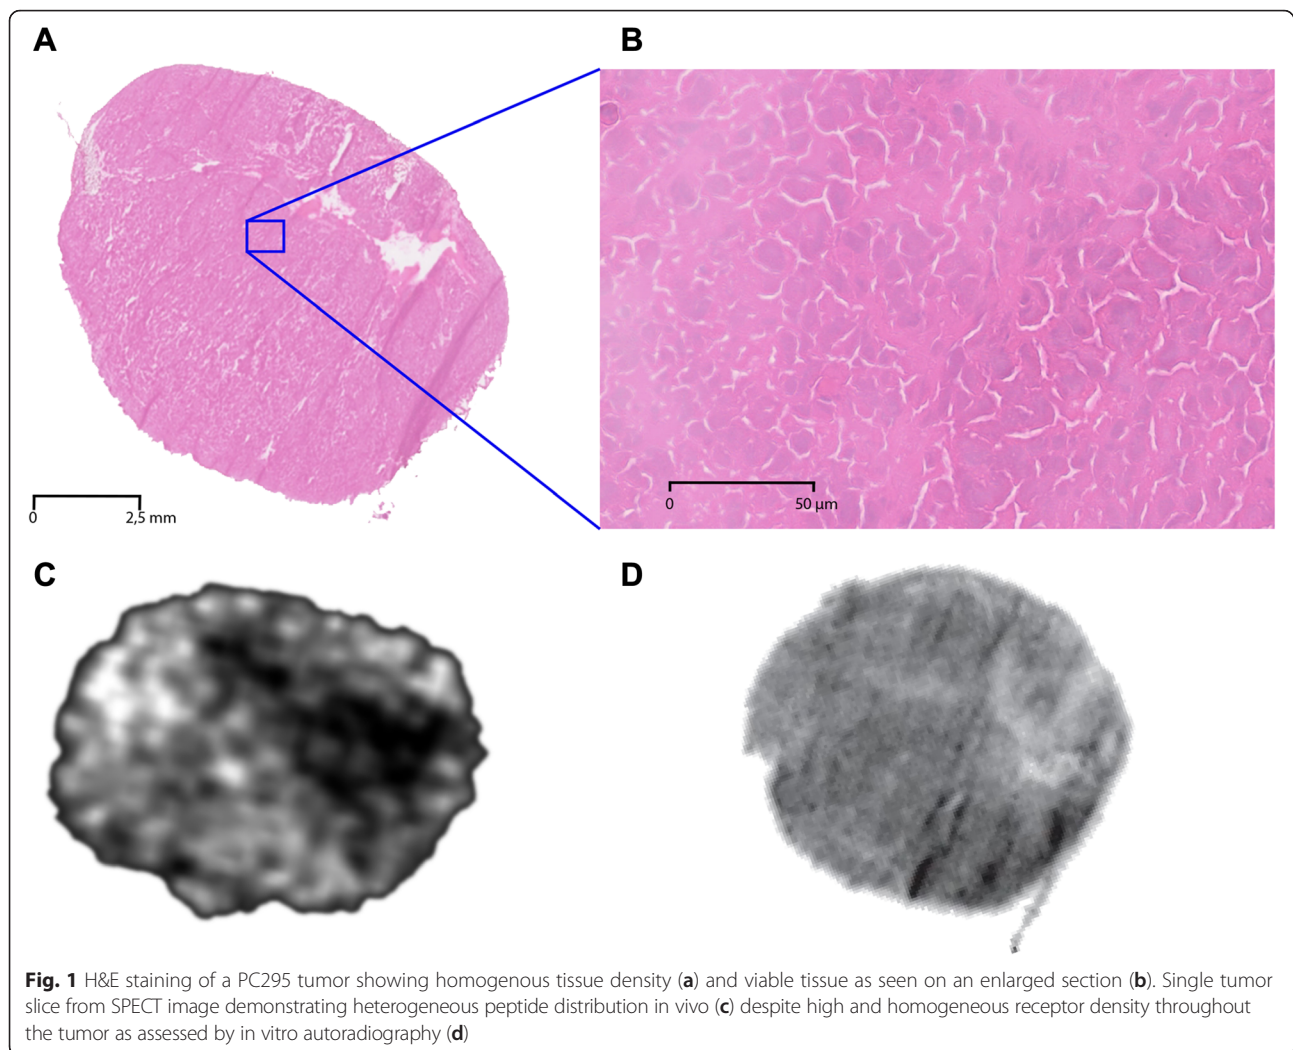 A
B
0 2,5 mm
0 50 µm
C
D
Fig. 1 H&E staining of a PC295 tumor showing homogenous tissue density (a) and viable tissue as seen on an enlarged section (b). Single tumor
slice from SPECT image demonstrating heterogeneous peptide distribution in vivo (c) despite high and homogeneous receptor density throughout
the tumor as assessed by in vitro autoradiography (d)